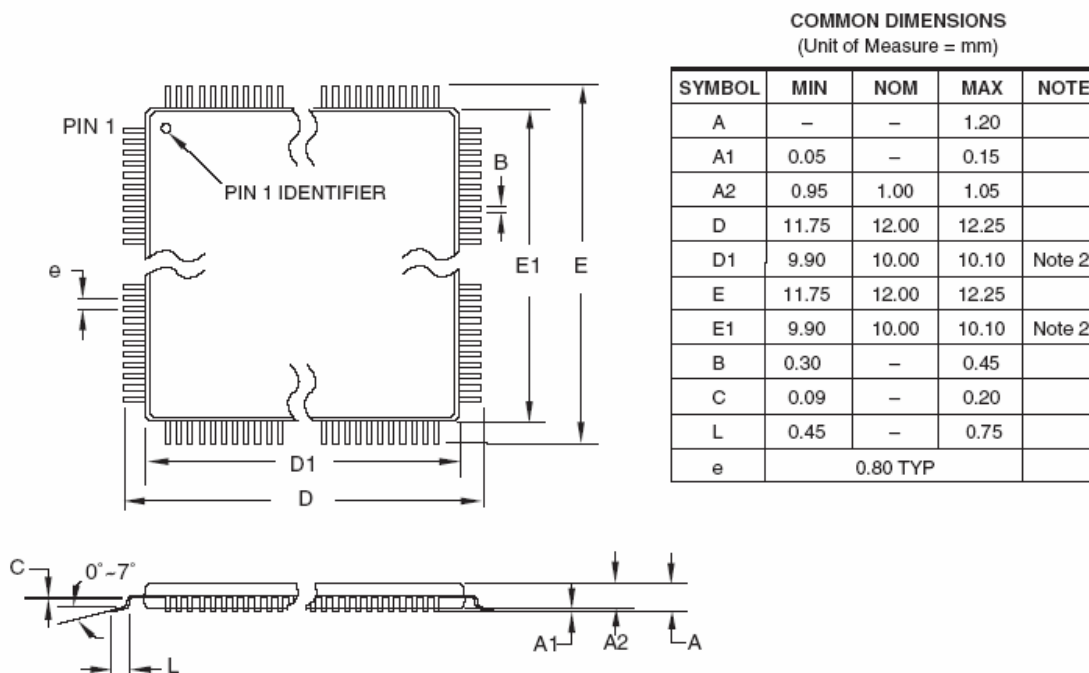 COMMON DIMENSIONS
(Unit of Measure = mm)
SYMBOL MIN NOM MAX NOTE
A – – 1.20
A1 0.05 – 0.15
A2 0.95 1.00 1.05
D 11.75 12.00 12.25
D1 9.90 10.00 10.10 Note 2
E 11.75 12.00 12.25
E1 9.90 10.00 10.10 Note 2
B 0.30 – 0.45
C 0.09 – 0.20
L 0.45 – 0.75
e 0.80 TYP
PIN 1
PIN 1 IDENTIFIER
B
e
E1
E
D1
D
C
0°~7°
L
A1
A2
A